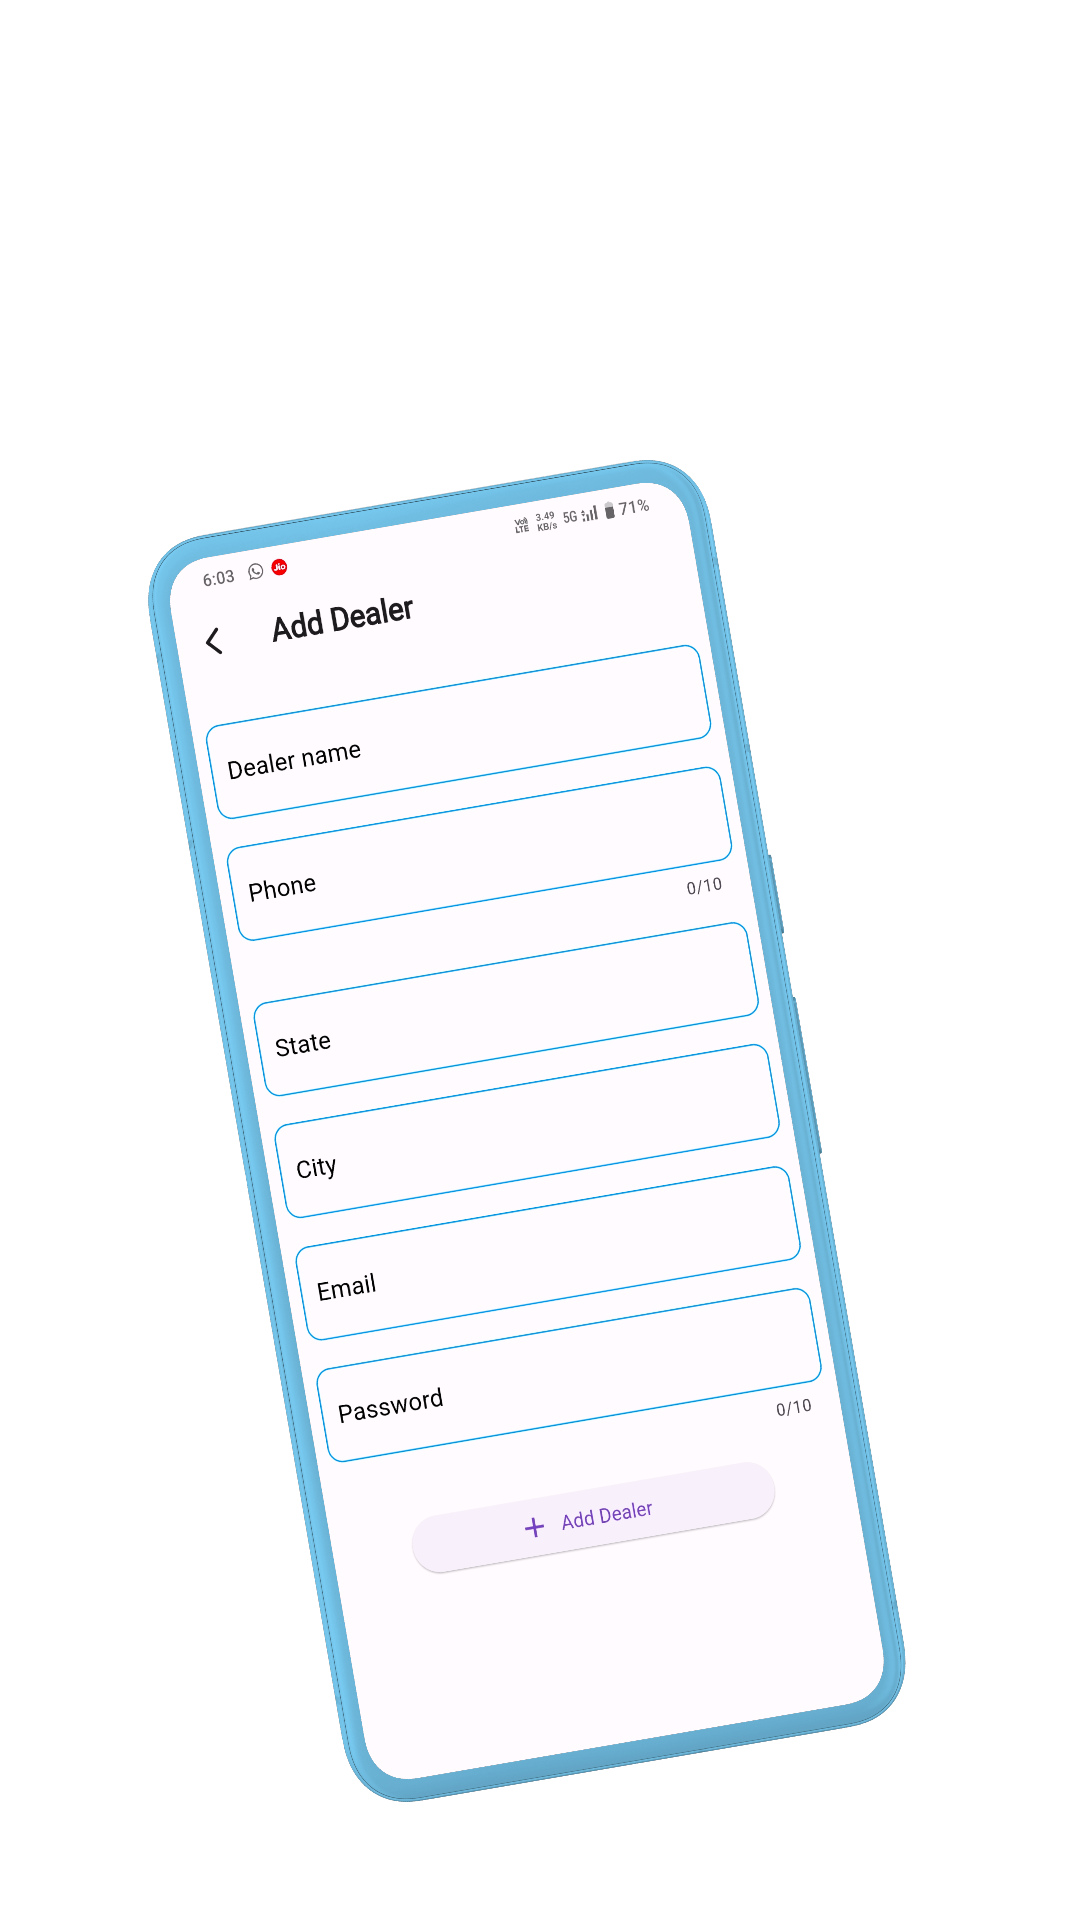 6:03 Jio Vo LTE 3.49 KB/s 5G 71%
Add Dealer
Dealer name
Phone
0/10
State
City
Email
Password
0/10
Add Dealer